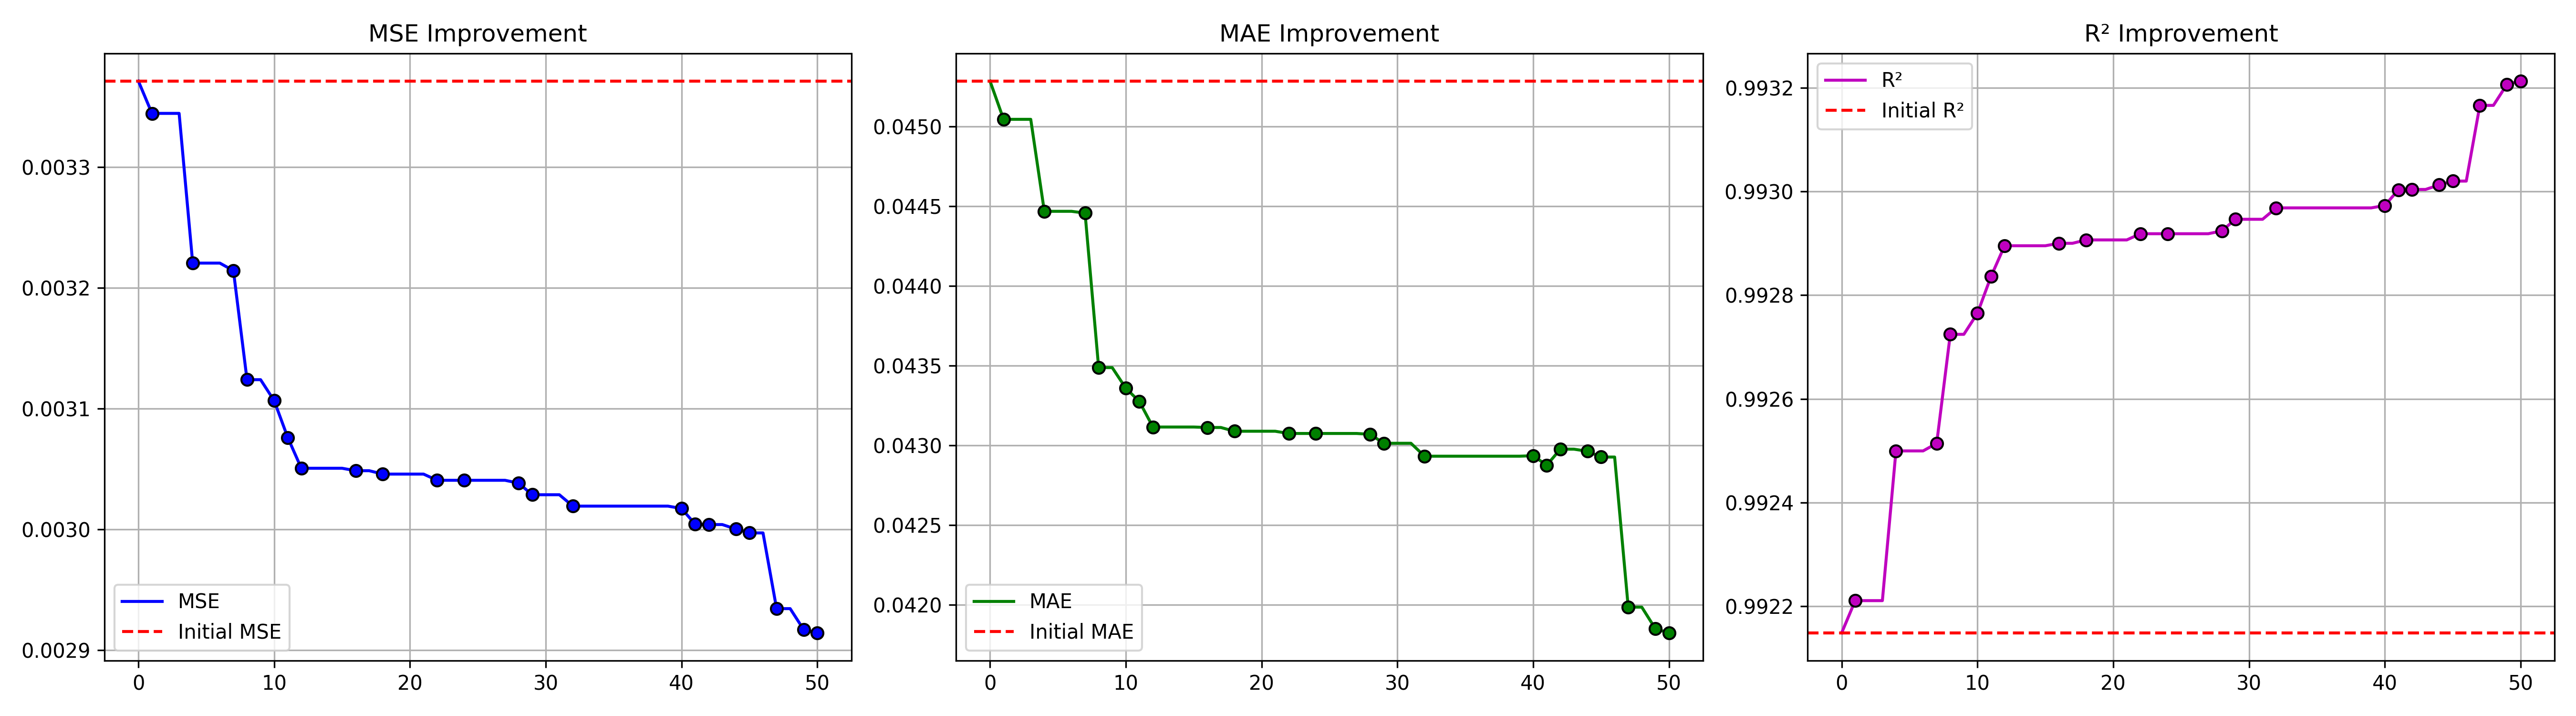 MSE Improvement
0.0033
0.0032
0.0031
0.0030
0.0029
MSE
Initial MSE
0 10 20 30 40 50
MAE Improvement
0.0450
0.0445
0.0440
0.0435
0.0430
0.0425
0.0420
MAE
Initial MAE
0 10 20 30 40 50
R² Improvement
R²
Initial R²
0.9932
0.9930
0.9928
0.9926
0.9924
0.9922
0 10 20 30 40 50